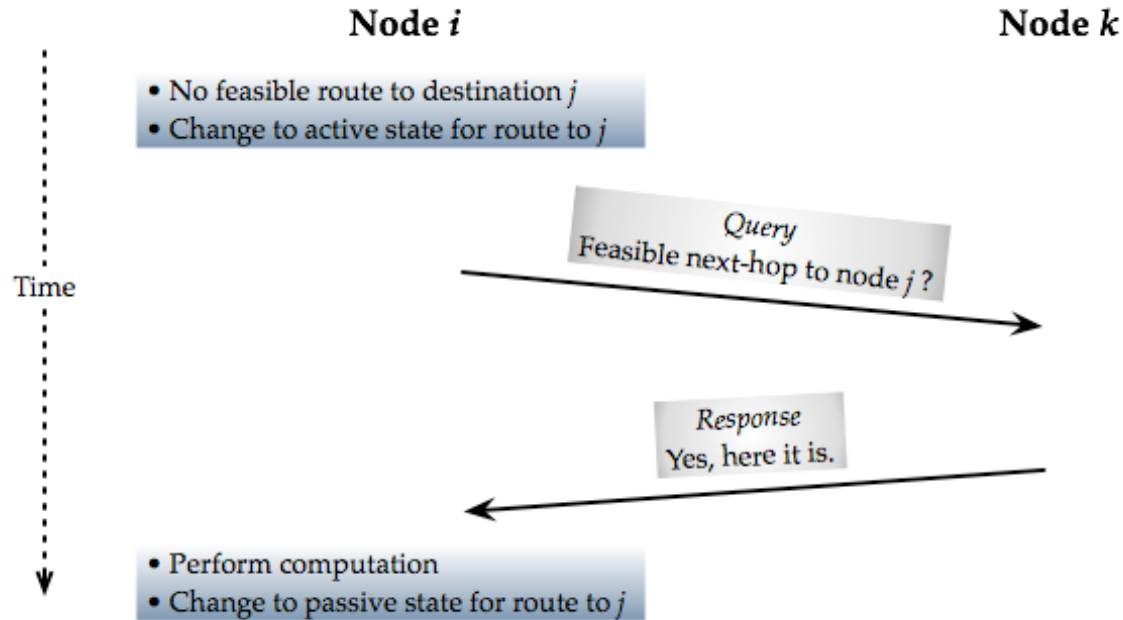 Node i
Node k
• No feasible route to destination j
• Change to active state for route to j
Query
Feasible next-hop to node j ?
Time
Response
Yes, here it is.
• Perform computation
• Change to passive state for route to j